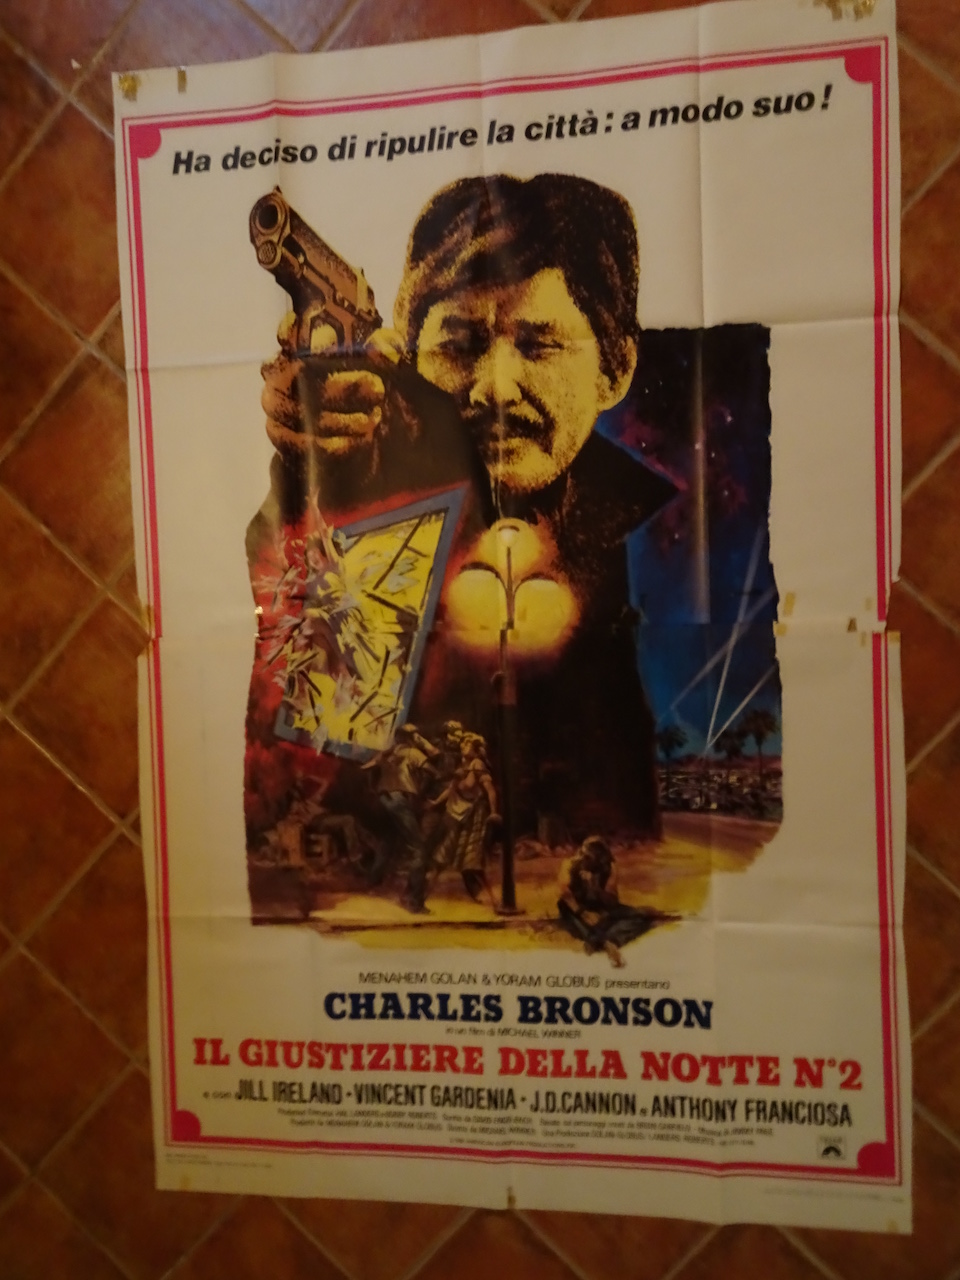 Ha deciso di ripulire la città: a modo suo!
MENAHEM GOLAN & YORAM GLOBUS presentano
CHARLES BRONSON
in un film di MICHAEL WINNER
IL GIUSTIZIERE DELLA NOTTE N°2
e con JILL IRELAND - VINCENT GARDENIA - J.D. CANNON e ANTHONY FRANCIOSA